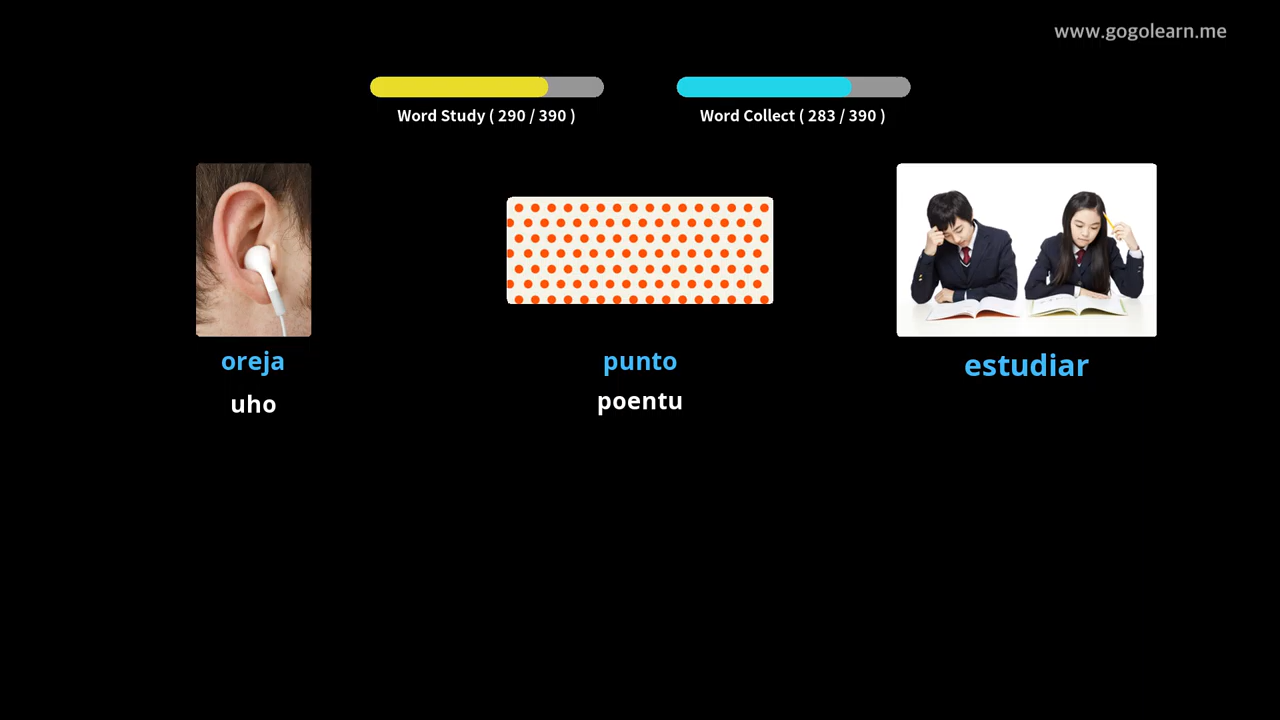 www.gogolearn.me
Word Study ( 290 / 390 )
Word Collect ( 283 / 390 )
oreja
punto
estudiar
uho
poentu